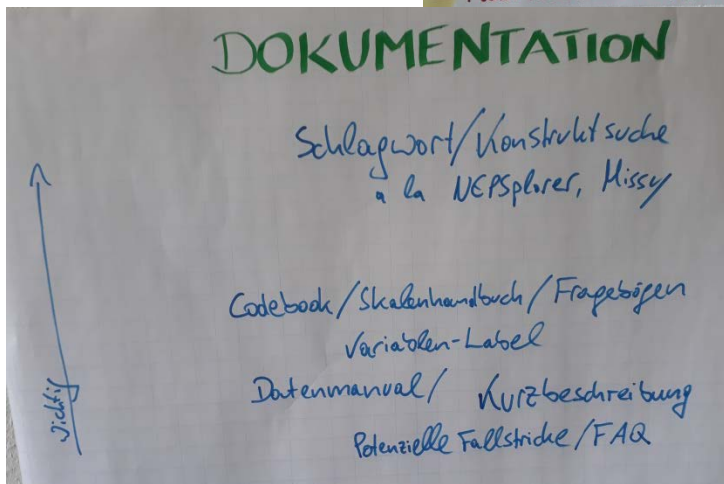 DOKUMENTATION
Schlagwort/Konstruktsuche
a la NEPSplorer, Missy
Codebook/Skalenhandbuch/Fragebögen
Variablen-Label
Datenmanual/ Kurzbeschreibung
Potenzielle Fallstricke/FAQ
wichtig